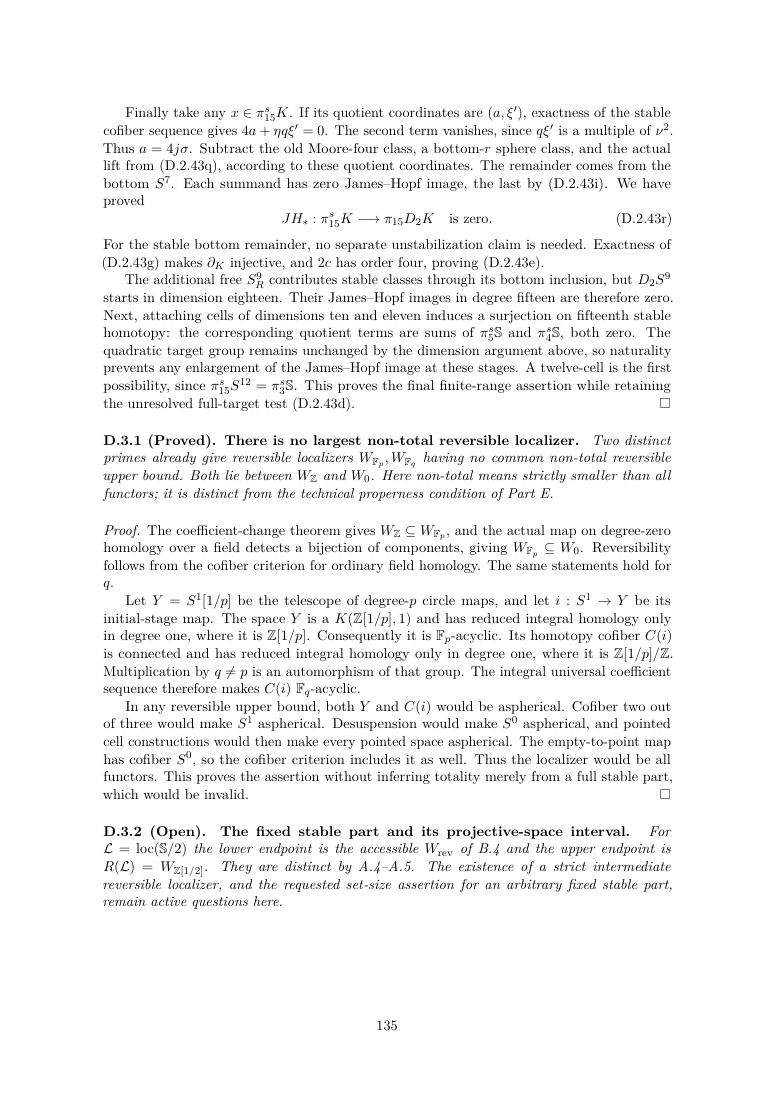 Finally take any x ∈ π₁₅ˢK. If its quotient coordinates are (a, ξ′), exactness of the stable
cofiber sequence gives 4a + ηqξ′ = 0. The second term vanishes, since qξ′ is a multiple of ν².
Thus a = 4jσ. Subtract the old Moore-four class, a bottom-r sphere class, and the actual
lift from (D.2.43q), according to these quotient coordinates. The remainder comes from the
bottom S⁷. Each summand has zero James–Hopf image, the last by (D.2.43i). We have
proved
JH∗ : π₁₅ˢK ⟶ π₁₅D₂K is zero. (D.2.43r)
For the stable bottom remainder, no separate unstabilization claim is needed. Exactness of
(D.2.43g) makes ∂_K injective, and 2c has order four, proving (D.2.43e).
The additional free S⁹_R contributes stable classes through its bottom inclusion, but D₂S⁹
starts in dimension eighteen. Their James–Hopf images in degree fifteen are therefore zero.
Next, attaching cells of dimensions ten and eleven induces a surjection on fifteenth stable
homotopy: the corresponding quotient terms are sums of π₅ˢ𝕊 and π₄ˢ𝕊, both zero. The
quadratic target group remains unchanged by the dimension argument above, so naturality
prevents any enlargement of the James–Hopf image at these stages. A twelve-cell is the first
possibility, since π₁₅ˢS¹² = π₃ˢ𝕊. This proves the final finite-range assertion while retaining
the unresolved full-target test (D.2.43d). □
D.3.1 (Proved). There is no largest non-total reversible localizer. Two distinct
primes already give reversible localizers W_{𝔽_p}, W_{𝔽_q} having no common non-total reversible
upper bound. Both lie between W_ℤ and W₀. Here non-total means strictly smaller than all
functors; it is distinct from the technical properness condition of Part E.
Proof. The coefficient-change theorem gives W_ℤ ⊆ W_{𝔽_p}, and the actual map on degree-zero
homology over a field detects a bijection of components, giving W_{𝔽_p} ⊆ W₀. Reversibility
follows from the cofiber criterion for ordinary field homology. The same statements hold for
q.
Let Y = S¹[1/p] be the telescope of degree-p circle maps, and let i : S¹ → Y be its
initial-stage map. The space Y is a K(ℤ[1/p], 1) and has reduced integral homology only
in degree one, where it is ℤ[1/p]. Consequently it is 𝔽_p-acyclic. Its homotopy cofiber C(i)
is connected and has reduced integral homology only in degree one, where it is ℤ[1/p]/ℤ.
Multiplication by q ≠ p is an automorphism of that group. The integral universal coefficient
sequence therefore makes C(i) 𝔽_q-acyclic.
In any reversible upper bound, both Y and C(i) would be aspherical. Cofiber two out
of three would make S¹ aspherical. Desuspension would make S⁰ aspherical, and pointed
cell constructions would then make every pointed space aspherical. The empty-to-point map
has cofiber S⁰, so the cofiber criterion includes it as well. Thus the localizer would be all
functors. This proves the assertion without inferring totality merely from a full stable part,
which would be invalid. □
D.3.2 (Open). The fixed stable part and its projective-space interval. For
ℒ = loc(𝕊/2) the lower endpoint is the accessible W_rev of B.4 and the upper endpoint is
R(ℒ) = W_{ℤ[1/2]}. They are distinct by A.4–A.5. The existence of a strict intermediate
reversible localizer, and the requested set-size assertion for an arbitrary fixed stable part,
remain active questions here.
135